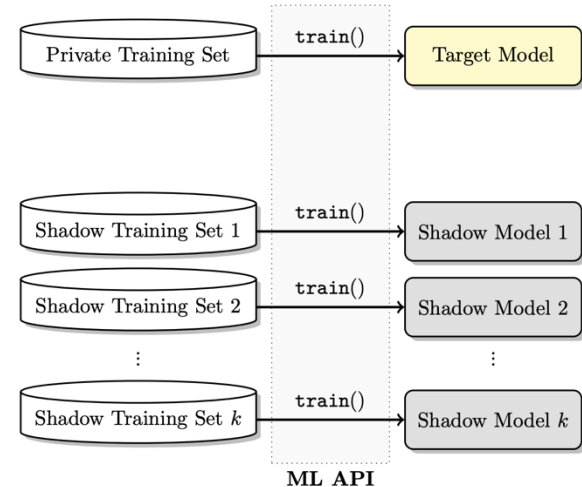 Private Training Set
train()
Target Model
Shadow Training Set 1
train()
Shadow Model 1
Shadow Training Set 2
train()
Shadow Model 2
⋮
⋮
Shadow Training Set k
train()
Shadow Model k
ML API